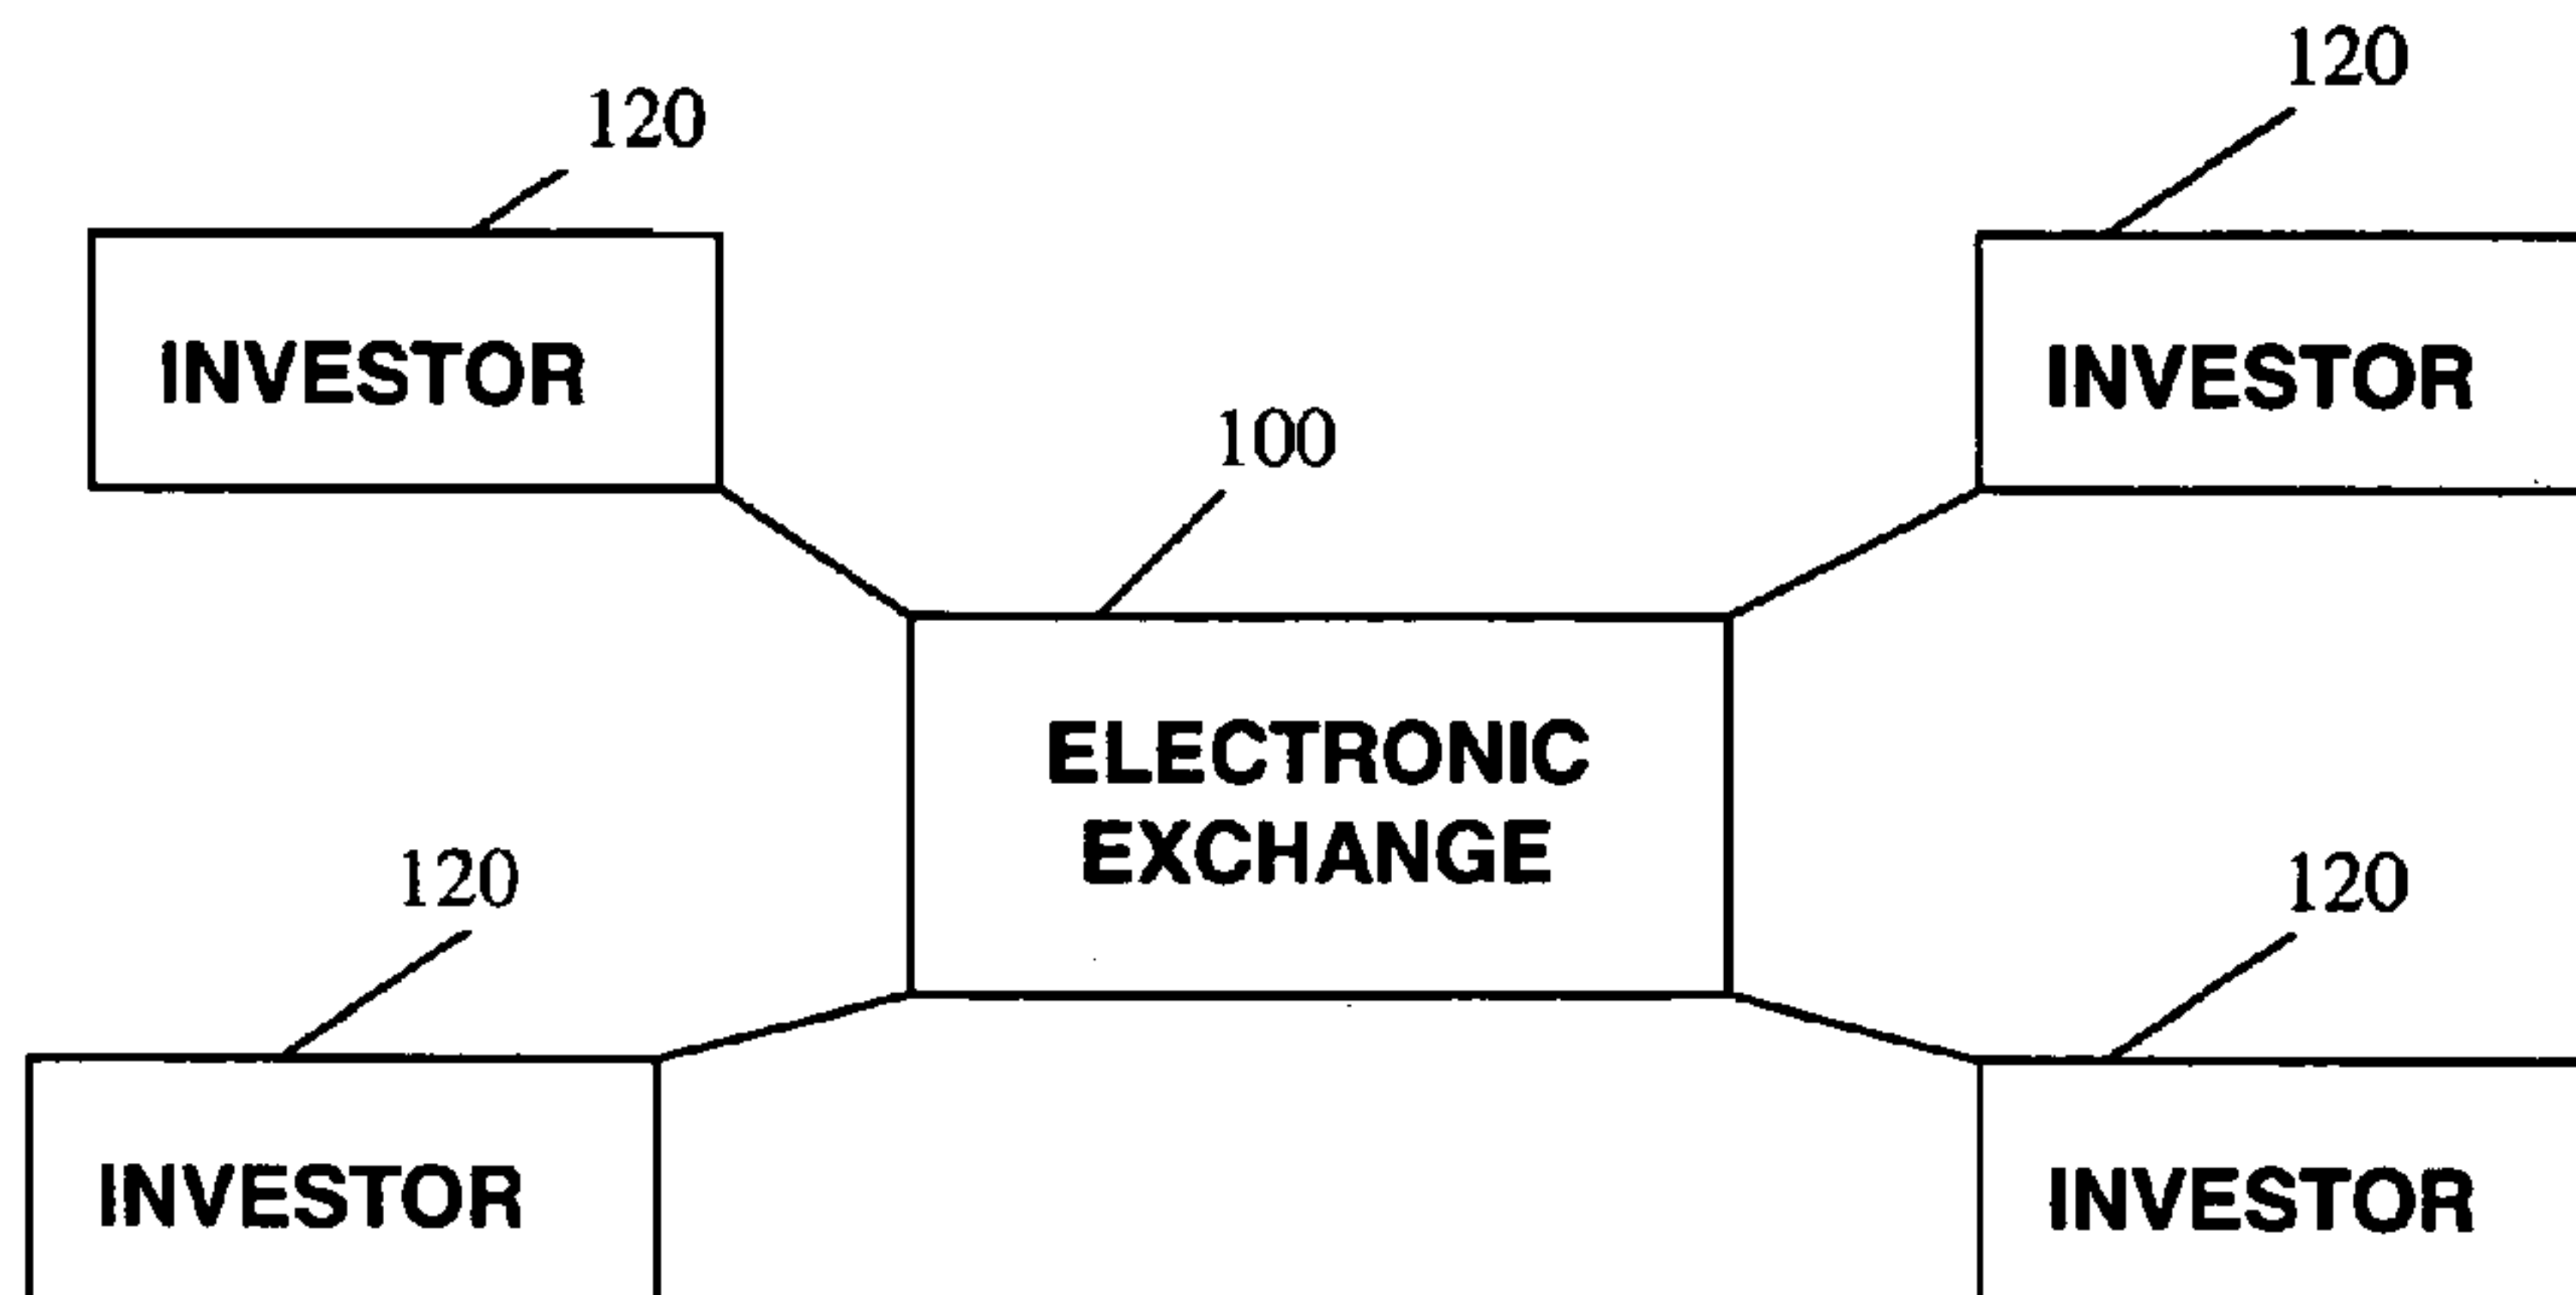 120
120
INVESTOR
INVESTOR
100
ELECTRONIC
EXCHANGE
120
120
INVESTOR
INVESTOR